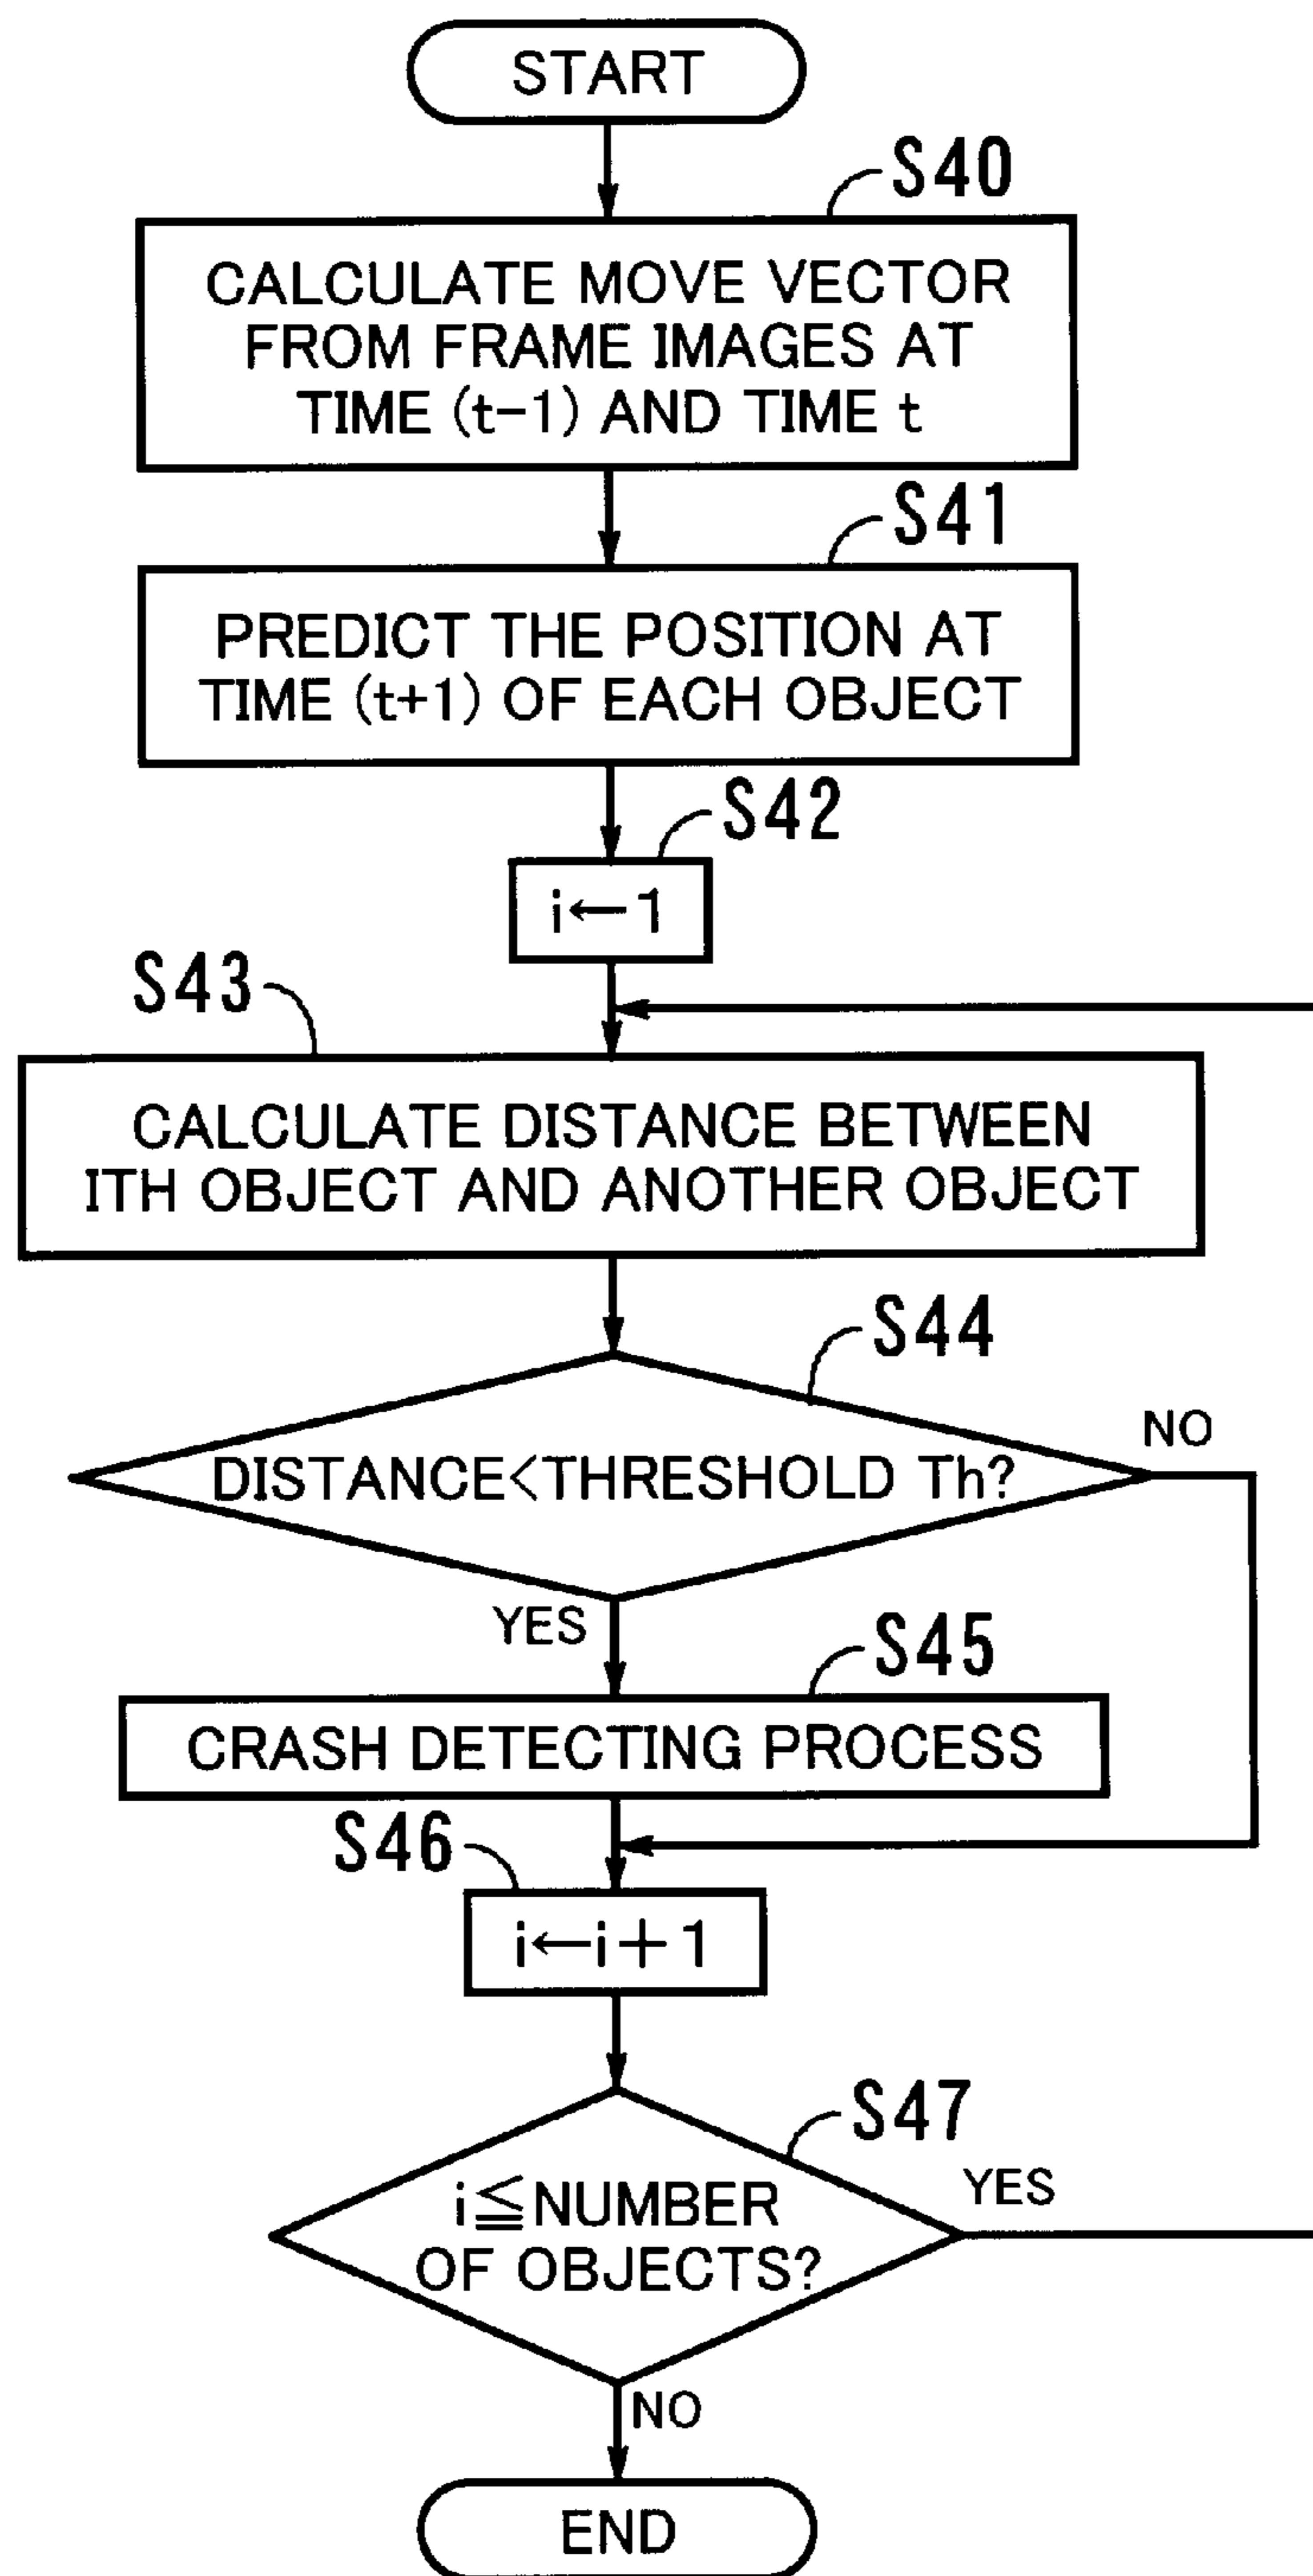 START
S40
CALCULATE MOVE VECTOR
FROM FRAME IMAGES AT
TIME (t-1) AND TIME t
S41
PREDICT THE POSITION AT
TIME (t+1) OF EACH OBJECT
S42
i←1
S43
CALCULATE DISTANCE BETWEEN
ITH OBJECT AND ANOTHER OBJECT
S44
NO
DISTANCE<THRESHOLD Th?
YES
S45
CRASH DETECTING PROCESS
S46
i←i+1
S47
YES
i≦NUMBER
OF OBJECTS?
NO
END